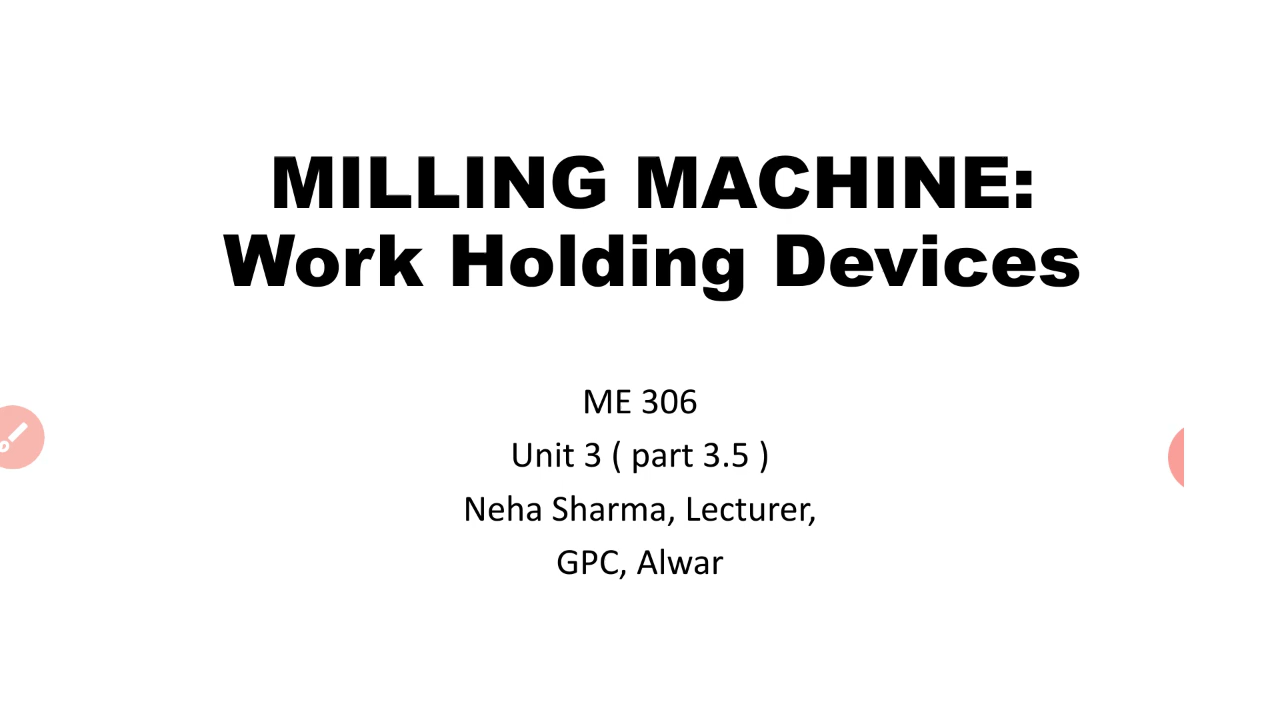 MILLING MACHINE:
Work Holding Devices
ME 306
Unit 3 ( part 3.5 )
Neha Sharma, Lecturer,
GPC, Alwar